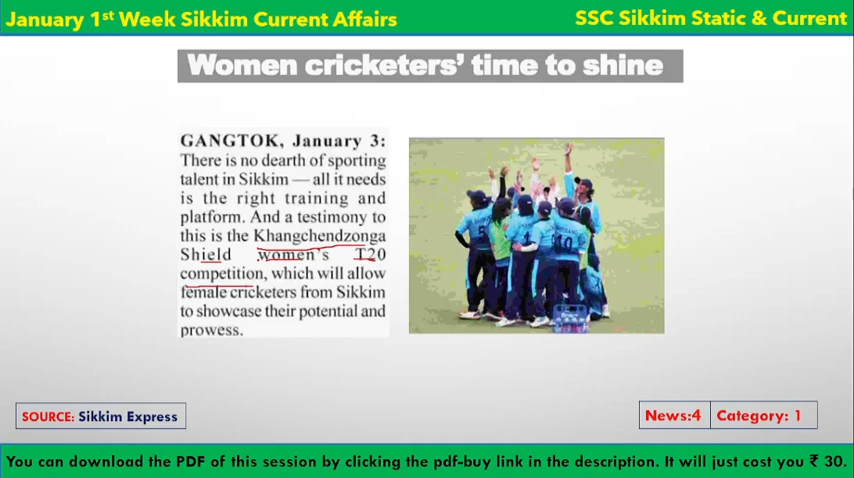 January 1st Week Sikkim Current Affairs
SSC Sikkim Static & Current
Women cricketers' time to shine
GANGTOK, January 3:
There is no dearth of sporting
talent in Sikkim — all it needs
is the right training and
platform. And a testimony to
this is the Khangchendzonga
Shield women's T20
competition, which will allow
female cricketers from Sikkim
to showcase their potential and
prowess.
5
10
SOURCE: Sikkim Express
News:4 Category: 1
You can download the PDF of this session by clicking the pdf-buy link in the description. It will just cost you ₹ 30.